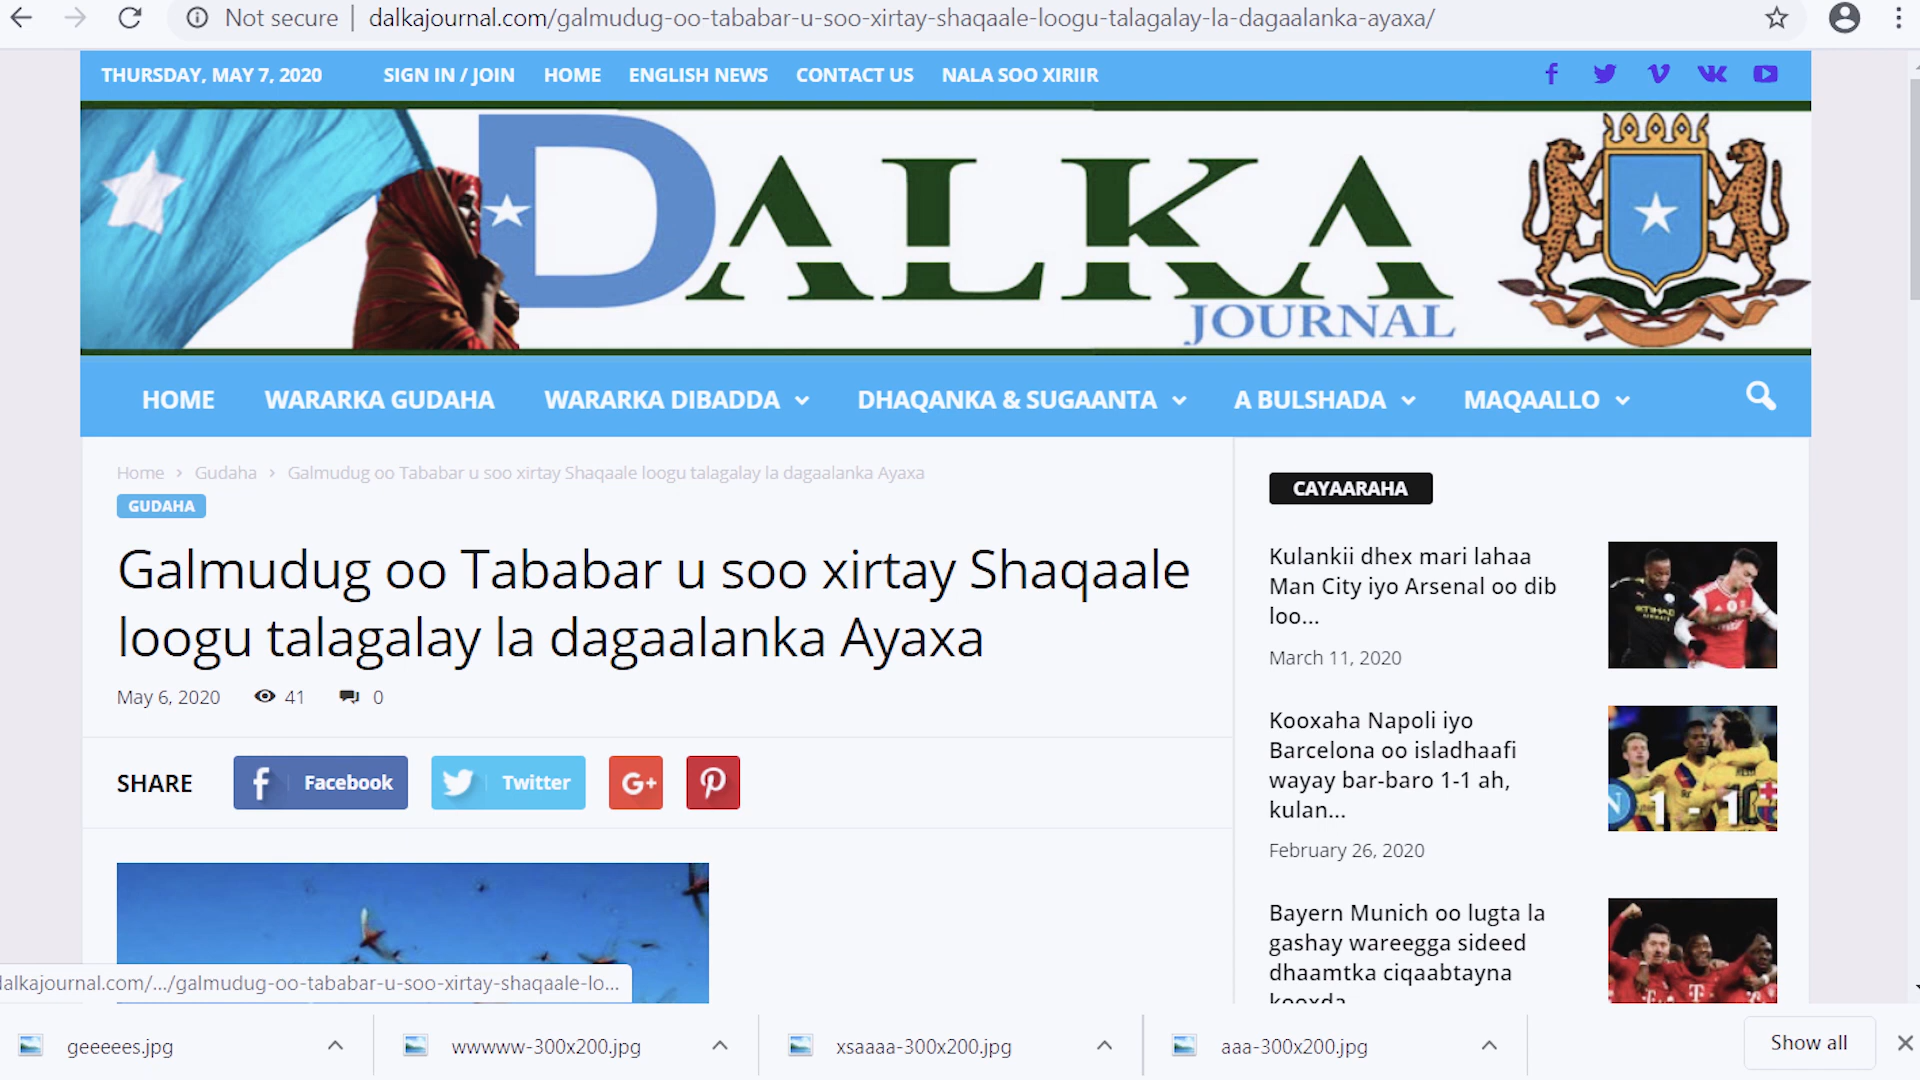 Not secure | dalkajournal.com/galmudug-oo-tababar-u-soo-xirtay-shaqaale-loogu-talagalay-la-dagaalanka-ayaxa/
THURSDAY, MAY 7, 2020 SIGN IN / JOIN HOME ENGLISH NEWS CONTACT US NALA SOO XIRIIR
DALKA
JOURNAL
HOME WARARKA GUDAHA WARARKA DIBADDA DHAQANKA & SUGAANTA A BULSHADA MAQAALLO
Home > Gudaha > Galmudug oo Tababar u soo xirtay Shaqaale loogu talagalay la dagaalanka Ayaxa
GUDAHA
Galmudug oo Tababar u soo xirtay Shaqaale
loogu talagalay la dagaalanka Ayaxa
May 6, 2020 41 0
SHARE Facebook Twitter G+
CAYAARAHA
Kulankii dhex mari lahaa
Man City iyo Arsenal oo dib
loo...
March 11, 2020
Kooxaha Napoli iyo
Barcelona oo isladhaafi
wayay bar-baro 1-1 ah,
kulan...
February 26, 2020
1 - 1
Bayern Munich oo lugta la
gashay wareegga sideed
dhaamtka ciqaabtayna
kooxda
dalkajournal.com/.../galmudug-oo-tababar-u-soo-xirtay-shaqaale-lo...
geeeees.jpg wwwww-300x200.jpg xsaaaa-300x200.jpg aaa-300x200.jpg Show all